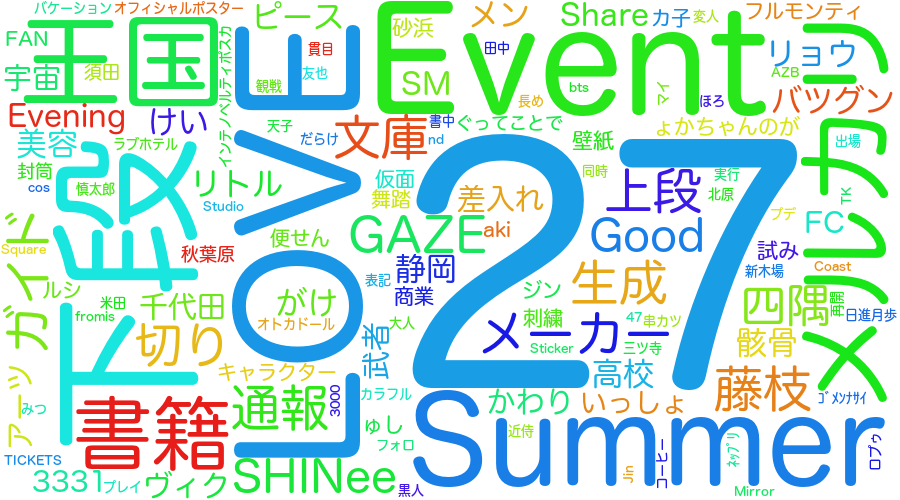 バケーション
オフィシャルポスター
ピース
メン
Share
カ子
変人
フルモンティ
FAN
王国
LOVE
Event
メルカリ
砂浜
田中
リョウ
宇宙
須田
インテノベルティポスカ
貫目
友也
観戦
SM
bts
マイ
AZB
バツグン
長め
ほろ
Evening
けい
天子
だらけ
文庫
書中
nd
ぐってことで
壁紙
ょかちゃんのが
出場
美容
ラブホテル
封筒
cos
慎太郎
下段
リトル
Studio
仮面
舞踏
差入れ
27
同時
上段
実行
北原
TK
ガイド
Square
秋葉原
便せん
GAZE
aki
Good
プデ
FC
試み
新木場
Coast
ルシ
米田
fromis
千代田
がけ
表記
静岡
商業
ジン
生成
四隅
再開
日進月歩
切り
オトカドール
大人
武者
メーカー
刺繍
47
串カツ
Sticker
三ツ寺
骸骨
アーツ
みつ
キャラクター
カラフル
高校
藤枝
ｺﾞﾒﾝﾅｻｲ
書籍
通報
3000
ゅし
フォロ
かわり
いっしょ
近侍
Summer
TICKETS
3331
プレイ
ヴィク
SHINee
黒人
Jin
コーヒー
ﾈｯﾌﾟﾘ
Mirror
ロプゥ